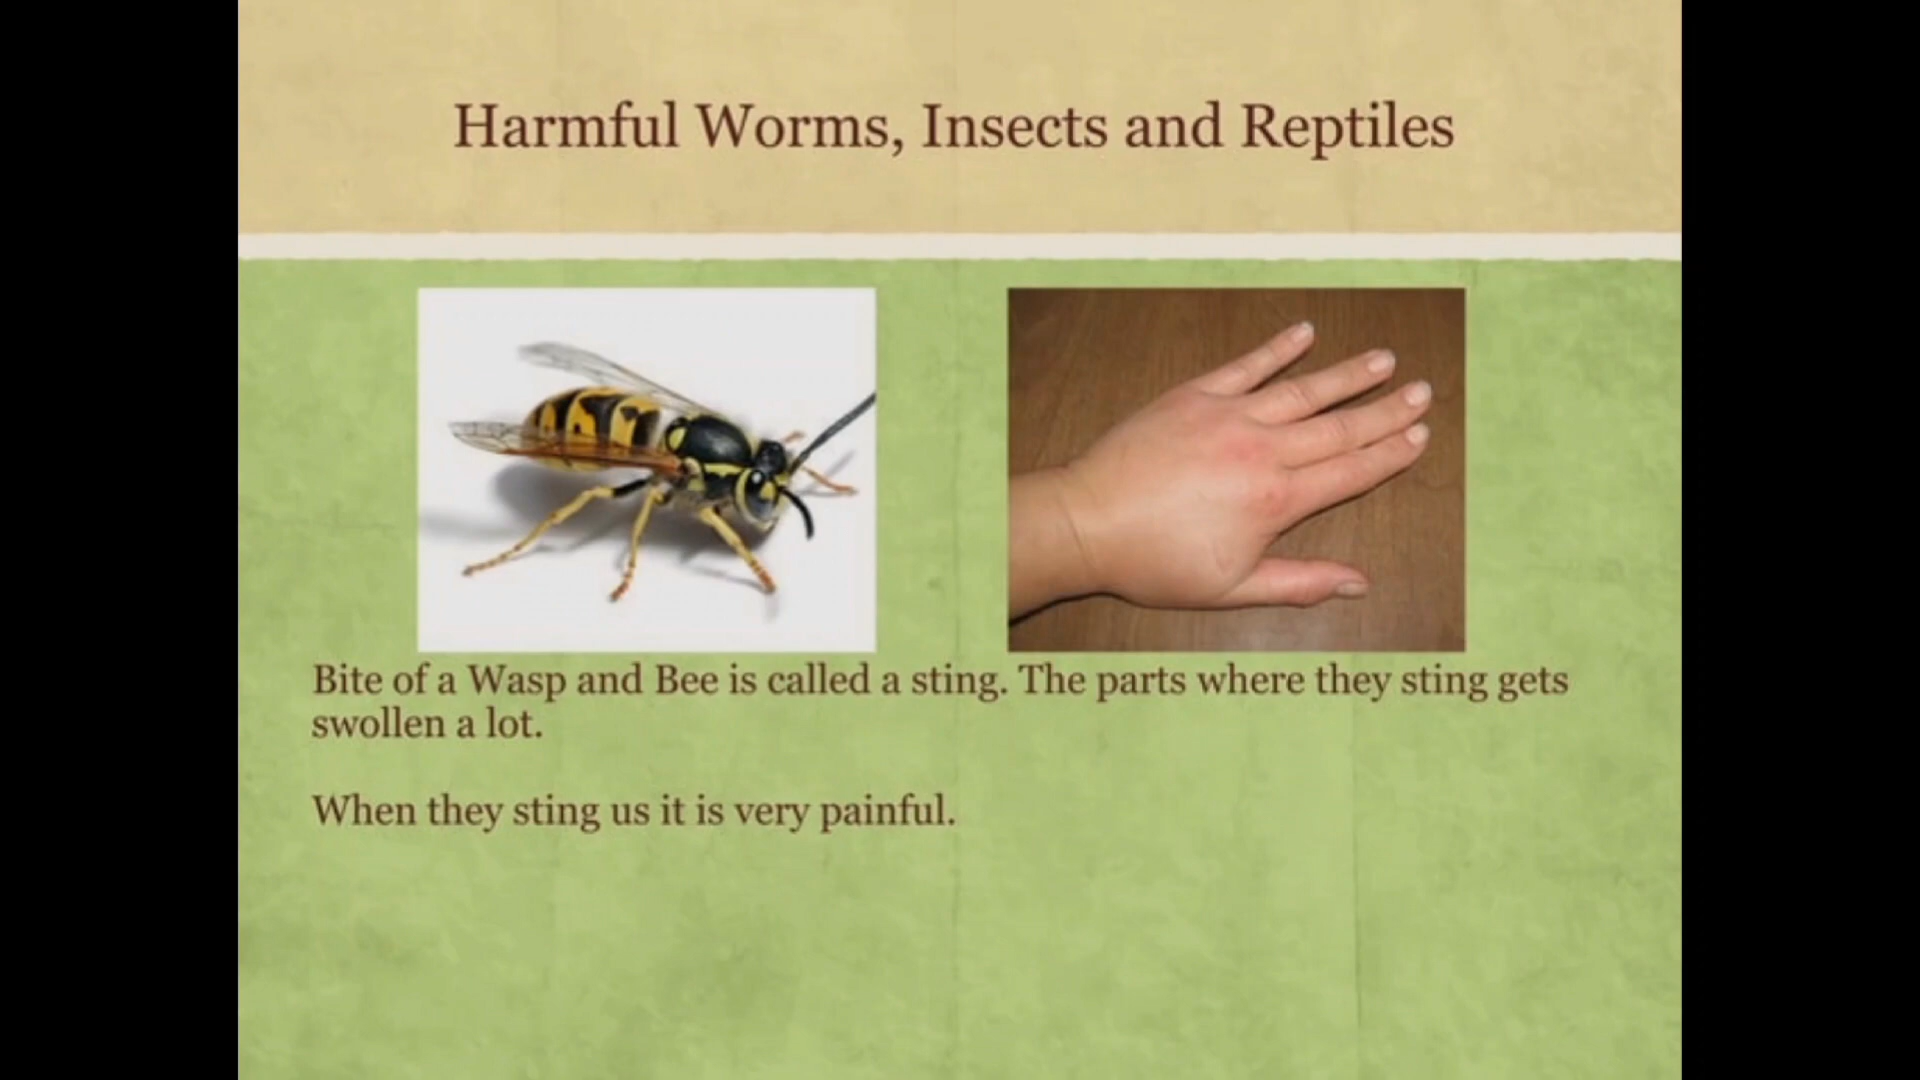 Harmful Worms, Insects and Reptiles
Bite of a Wasp and Bee is called a sting. The parts where they sting gets
swollen a lot.
When they sting us it is very painful.